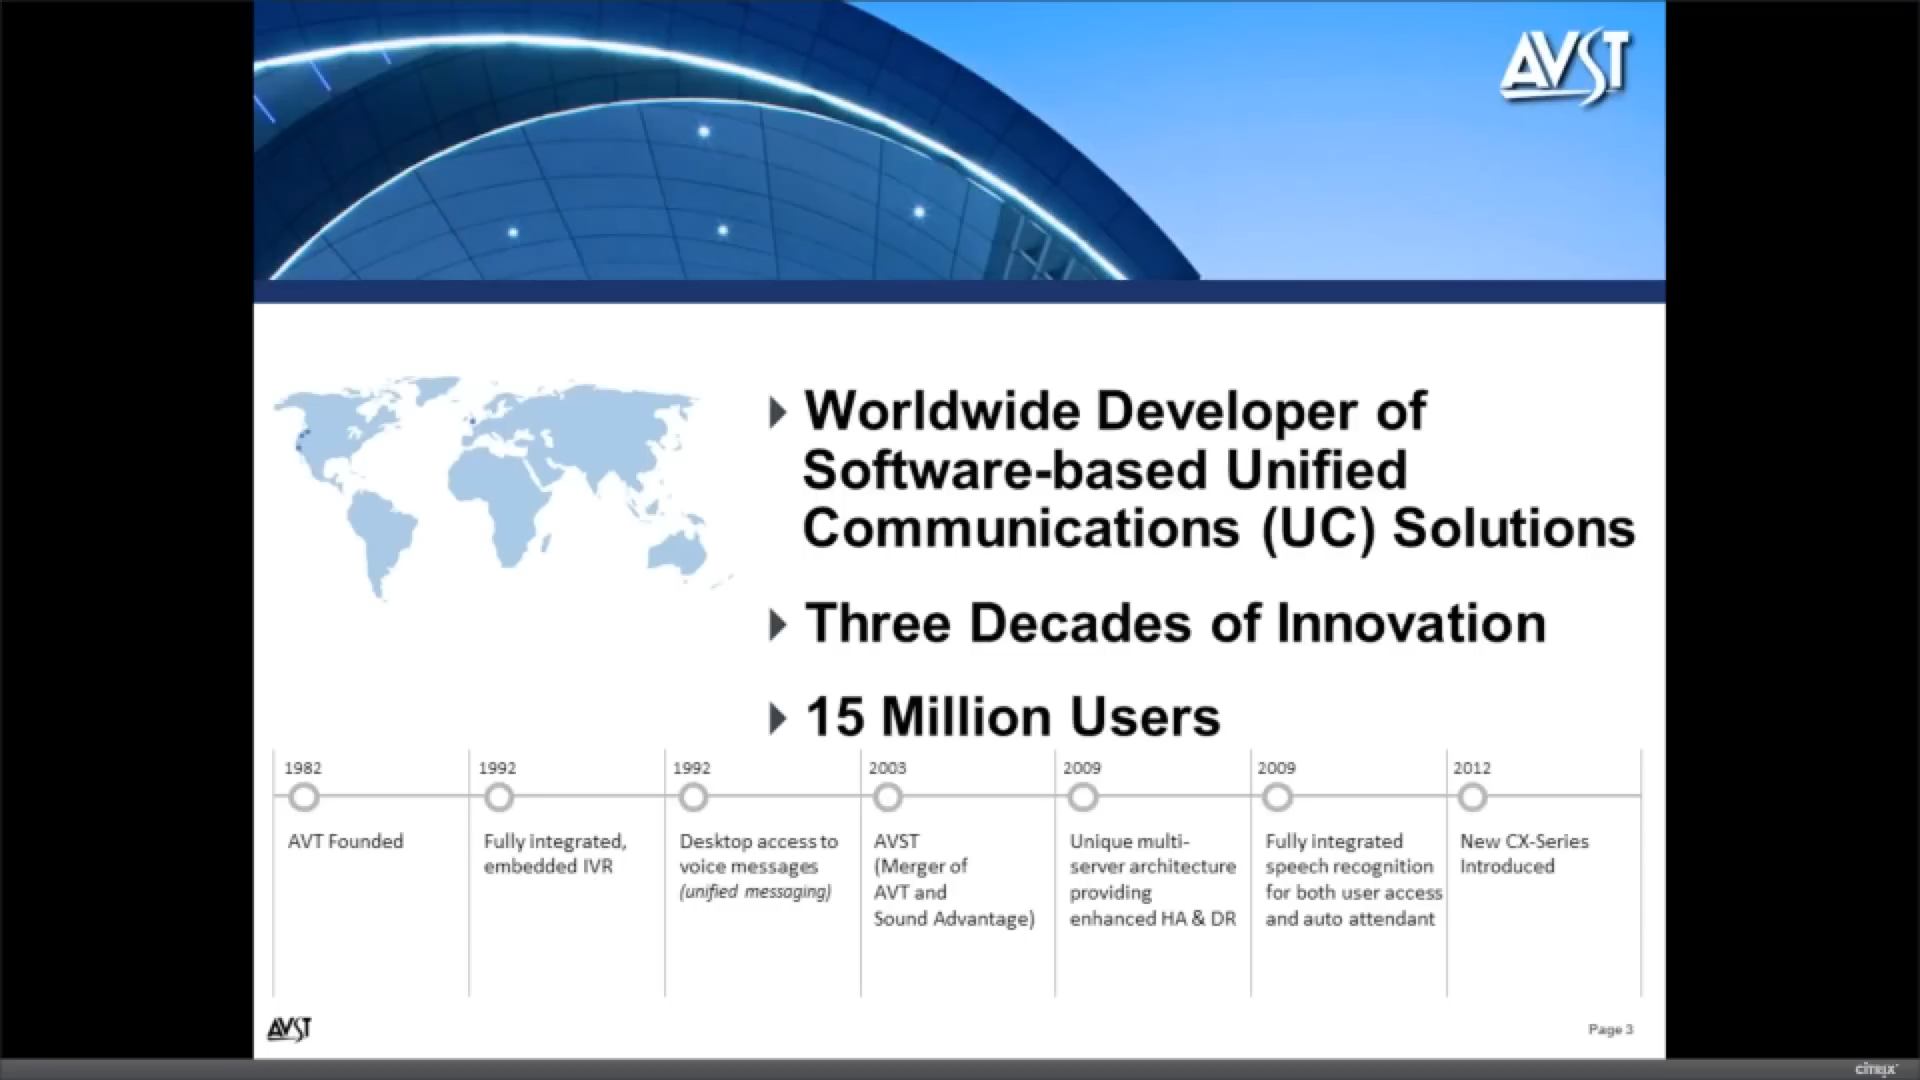 AVST
Worldwide Developer of
Software-based Unified
Communications (UC) Solutions
Three Decades of Innovation
15 Million Users
1982
AVT Founded
1992
Fully integrated,
embedded IVR
1992
Desktop access to
voice messages
(unified messaging)
2003
AVST
(Merger of
AVT and
Sound Advantage)
2009
Unique multi-
server architecture
providing
enhanced HA & DR
2009
Fully integrated
speech recognition
for both user access
and auto attendant
2012
New CX-Series
Introduced
AVST
Page 3
citrix